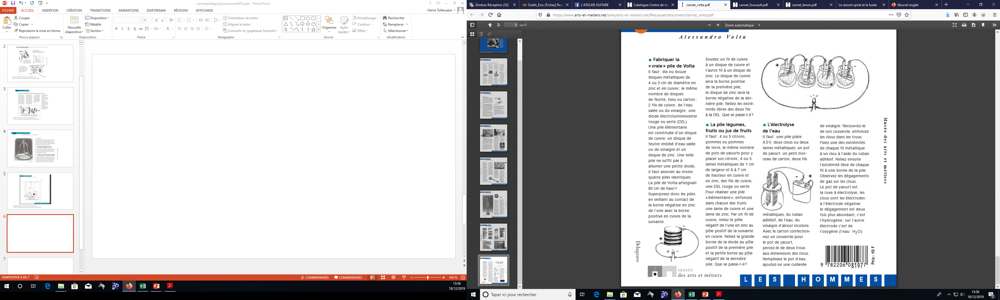 carnetspédagogiquesmuseeAM.pptx - PowerPoint
FICHIER ACCUEIL INSERTION CRÉATION TRANSITIONS ANIMATIONS DIAPORAMA RÉVISION AFFICHAGE
Herve Tollenaere
Coller
Couper
Copier
Reproduire la mise en forme
Presse-papiers
Nouvelle
diapositive
Disposition
Rétablir
Section
Diapositives
18
Police
Orientation du texte
Aligner le texte
Convertir en graphique SmartArt
Paragraphe
Organiser
Styles
rapides
Remplissage
Contour
Effets
Dessin
Rechercher
Remplacer
Sélectionner
Modification
2
3
4
5
6
7
DIAPOSITIVE 6 DE 7
COMMENTAIRES
COMMENTAIRES
103 %
15:50
18/12/2019
Zimbra: Réception (53)
Outils_Ens: [Fiches] Ress
L'ATELIER GUITARE
Catalogue Centre de do
carnet_volta.pdf
carnet_foucault.pdf
carnet_lenoir.pdf
Le ressort spiral et la fusée
Nouvel onglet
https://www.arts-et-metiers.net/sites/arts-et-metiers.net/files/asset/document/carnet_volta.pdf
8 sur 8
Zoom automatique
Alessandro Volta
Fabriquer la
«vraie» pile de Volta
Il faut : dix ou douze
disques métalliques de
4 ou 5 cm de diamètre en
zinc et en cuivre ; le même
nombre de disques
de feutre, tissu ou carton ;
2 fils de cuivre ; de l'eau
salée ou du vinaigre ; une
diode électroluminescente
rouge ou verte (DEL).
Une pile élémentaire
est constituée d'un disque
de cuivre, un disque de
feutre imbibé d'eau salée
ou de vinaigre et un
disque de zinc. Une telle
pile ne suffit pas à
allumer une petite diode,
il faut associer au moins
quatre piles identiques.
La pile de Volta atteignait
80 cm de haut !
Superposez donc les piles,
en veillant au contact de
la borne négative en zinc
de l'une avec la borne
positive en cuivre de la
suivante.
+ -
+ -
Soudez un fil de cuivre
à un disque de cuivre et
l'autre fil à un disque de
zinc. Le disque de cuivre
sera la borne positive
de la première pile,
le disque de zinc sera la
borne négative de la der-
nière pile. Reliez les extré-
mités libres des deux fils
à la DEL. Que se passe-t-il ?
La pile légumes,
fruits ou jus de fruits
Il faut : 4 ou 5 citrons,
pommes ou pommes
de terre, le même nombre
de pots de yaourts pour y
placer vos citrons ; 4 ou 5
lames métalliques de 1 cm
de largeur et 6 à 7 cm
de hauteur en cuivre et
en zinc, des fils de cuivre,
une DEL rouge ou verte.
Pour réaliser une pile
«élémentaire», enfoncez
dans chacun des fruits
une lame de cuivre et une
lame de zinc. Par un fil de
cuivre, reliez le pôle
négatif de l'une en zinc au
pôle positif de la suivante
en cuivre. Reliez la grande
borne de la diode au pôle
positif de la première pile
et la petite borne au pôle
négatif de la dernière
pile. Que se passe-t-il ?
+ -
L'électrolyse
de l'eau
Il faut : une pile plate
4,5V, deux clous ou deux
lames métalliques, un pot
de yaourt, un petit mor-
ceau de carton, deux fils
- +
métalliques, du ruban
adhésif, de l'eau, du
vinaigre d'alcool incolore.
Avec le carton confection-
nez un couvercle pour
le pot de yaourt,
percez-le de deux trous
aux dimensions des clous.
Remplissez le pot d'eau,
ajoutez-lui une cuillerée
de vinaigre. Recouvrez-le
de son couvercle, enfoncez
les clous dans les trous.
Fixez une des extrémités
de chaque fil métallique
à un clou à l'aide du ruban
adhésif. Reliez ensuite
l'extrémité libre de chaque
fil à une borne de la pile.
Observez les dégagements
de gaz sur les clous.
Le pot de yaourt est
la cuve à électrolyse, les
clous sont les électrodes :
à l'électrode négative
le dégagement est deux
fois plus abondant, c'est
l'hydrogène ; sur l'autre
électrode c'est de
l'oxygène (l'eau : H2O).
Musée des arts et métiers
Delagrave
musée
des arts et métiers
9 782206 081977
Prix : 10 F
LES HOMMES
Taper ici pour rechercher
15:50
18/12/2019
2